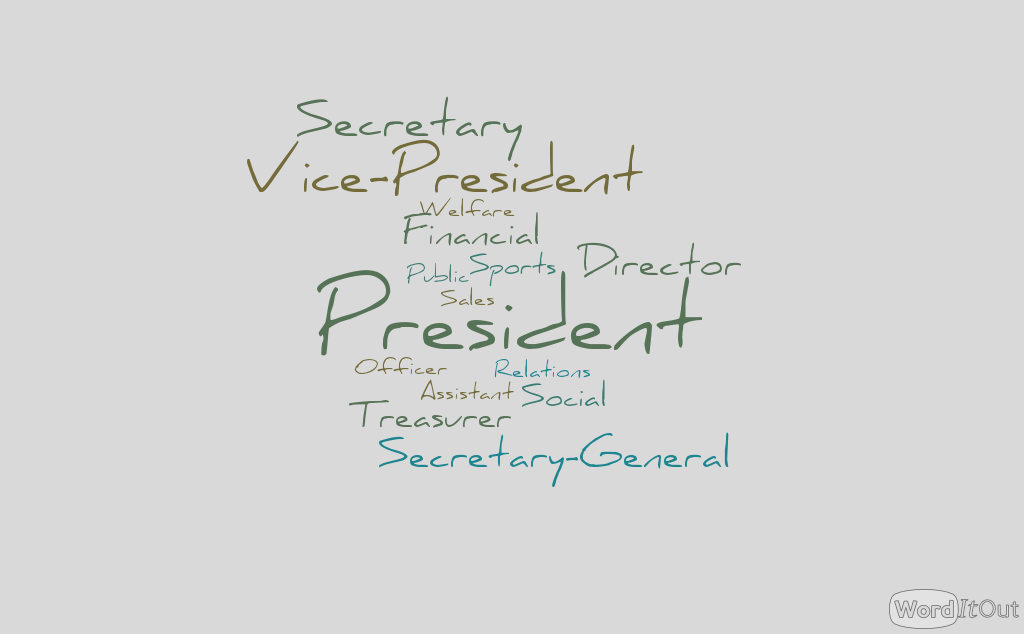 Secretary
Vice-President
Welfare
Financial
Public Sports Director
Sales
President
Officer Relations
Assistant Social
Treasurer
Secretary-General
WordItOut